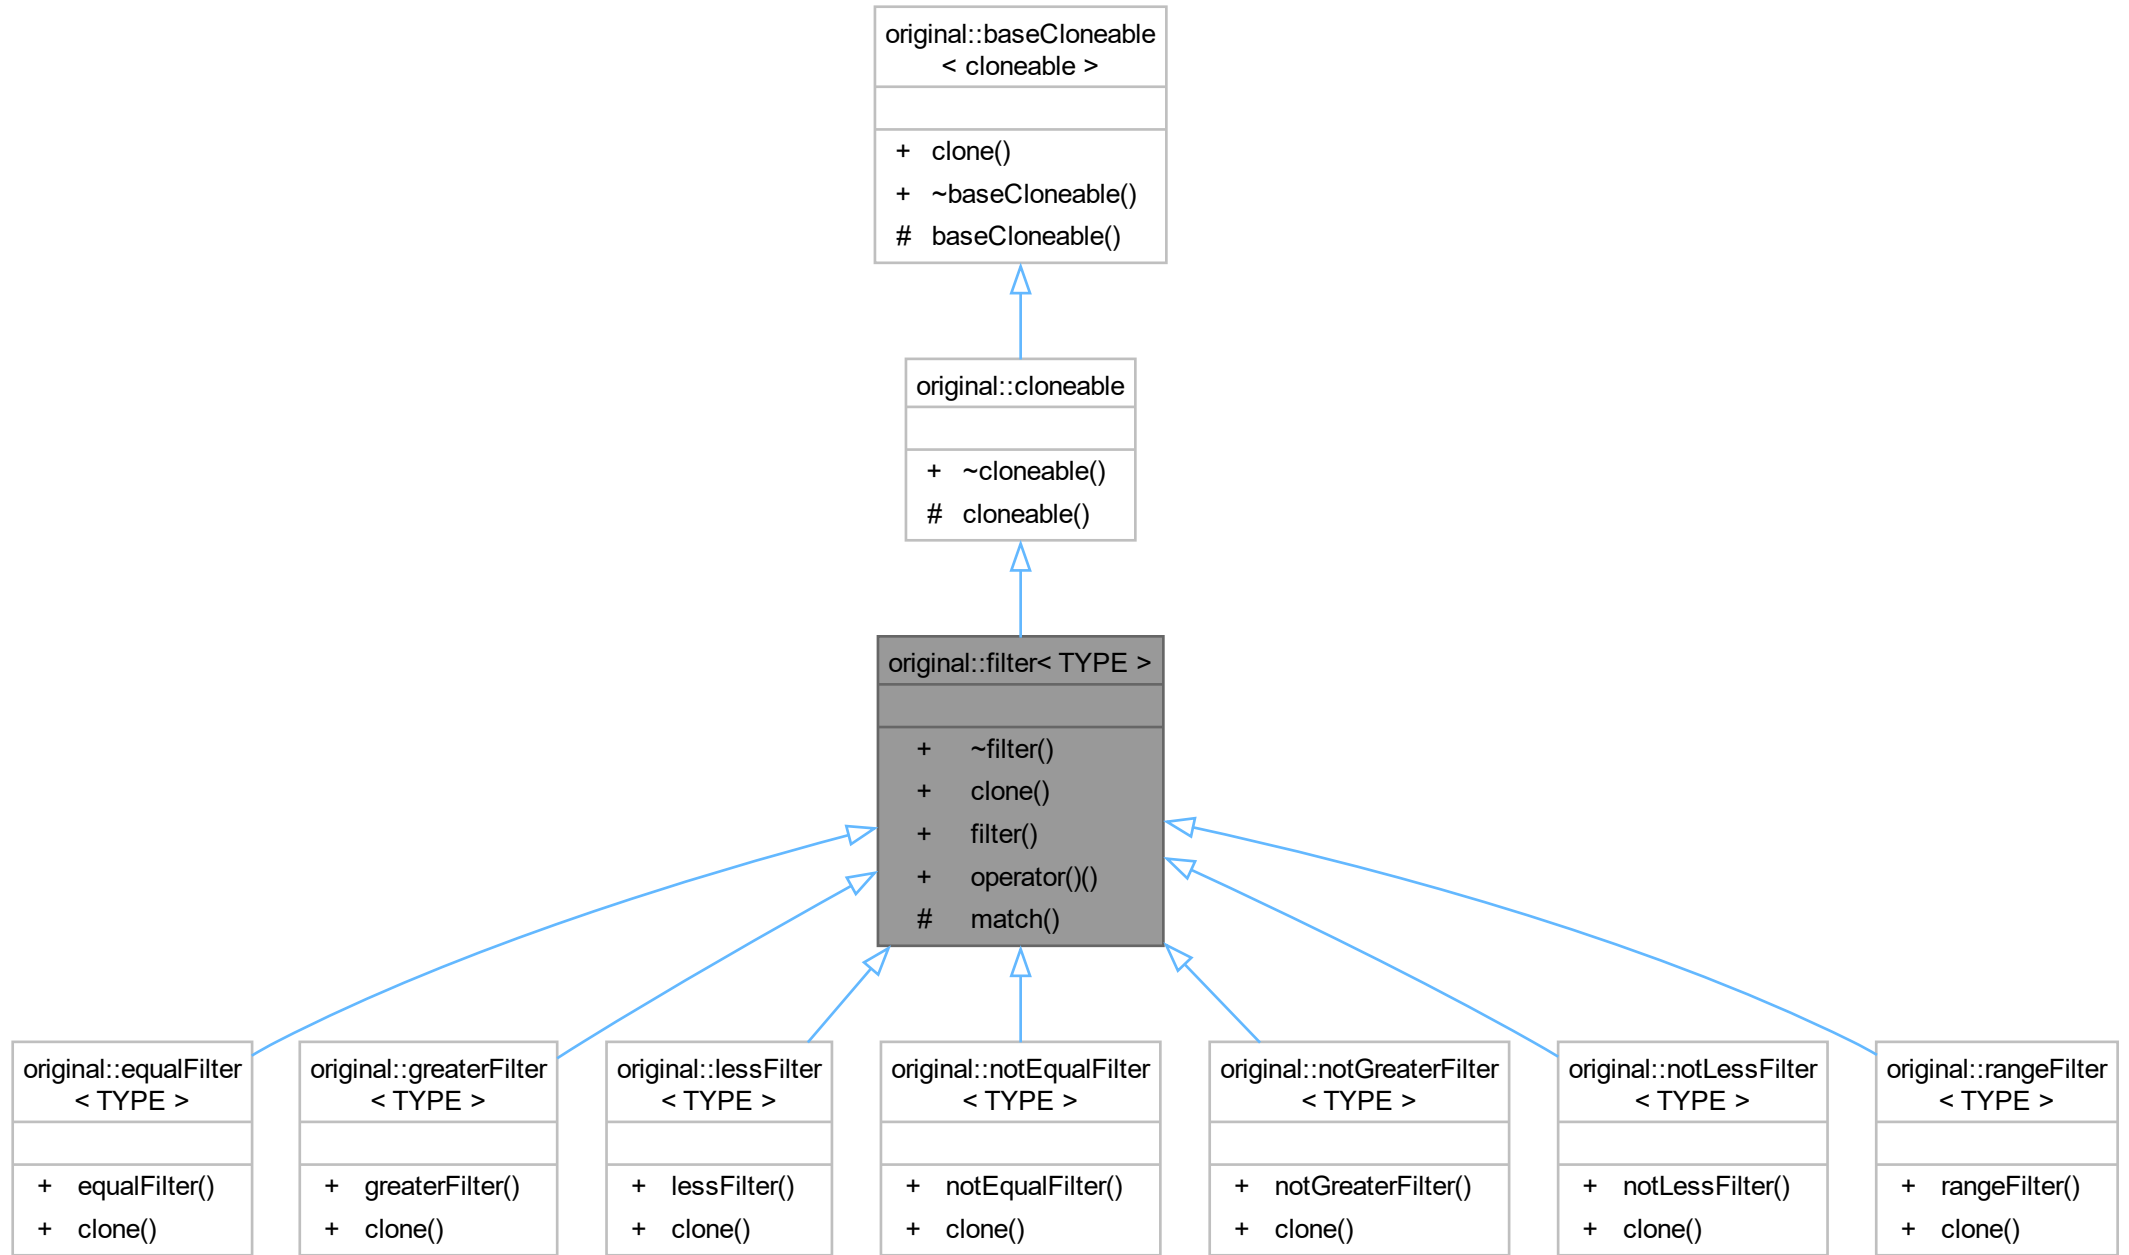 original::baseCloneable
< cloneable >
+ clone()
+ ~baseCloneable()
# baseCloneable()
original::cloneable
+ ~cloneable()
# cloneable()
original::filter< TYPE >
+ ~filter()
+ clone()
+ filter()
+ operator()()
# match()
original::equalFilter
< TYPE >
+ equalFilter()
+ clone()
original::greaterFilter
< TYPE >
+ greaterFilter()
+ clone()
original::lessFilter
< TYPE >
+ lessFilter()
+ clone()
original::notEqualFilter
< TYPE >
+ notEqualFilter()
+ clone()
original::notGreaterFilter
< TYPE >
+ notGreaterFilter()
+ clone()
original::notLessFilter
< TYPE >
+ notLessFilter()
+ clone()
original::rangeFilter
< TYPE >
+ rangeFilter()
+ clone()